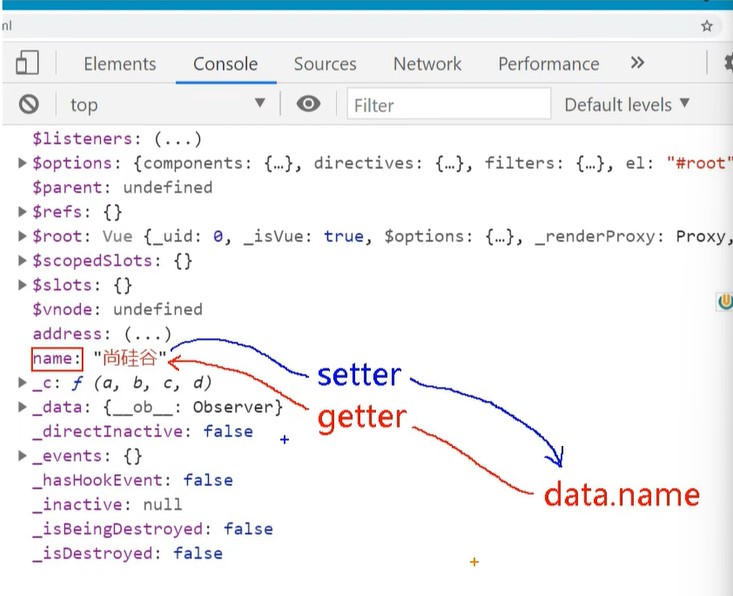 nl
Elements Console Sources Network Performance »
top Filter Default levels ▼
$listeners: (...)
▶ $options: {components: {…}, directives: {…}, filters: {…}, el: "#root"
$parent: undefined
▶ $refs: {}
▶ $root: Vue {_uid: 0, _isVue: true, $options: {…}, _renderProxy: Proxy,
▶ $scopedSlots: {}
▶ $slots: {}
$vnode: undefined
address: (...)
name: "尚硅谷"
▶ _c: ƒ (a, b, c, d)
▶ _data: {__ob__: Observer}
_directInactive: false
▶ _events: {}
_hasHookEvent: false
_inactive: null
_isBeingDestroyed: false
_isDestroyed: false
setter
getter
data.name